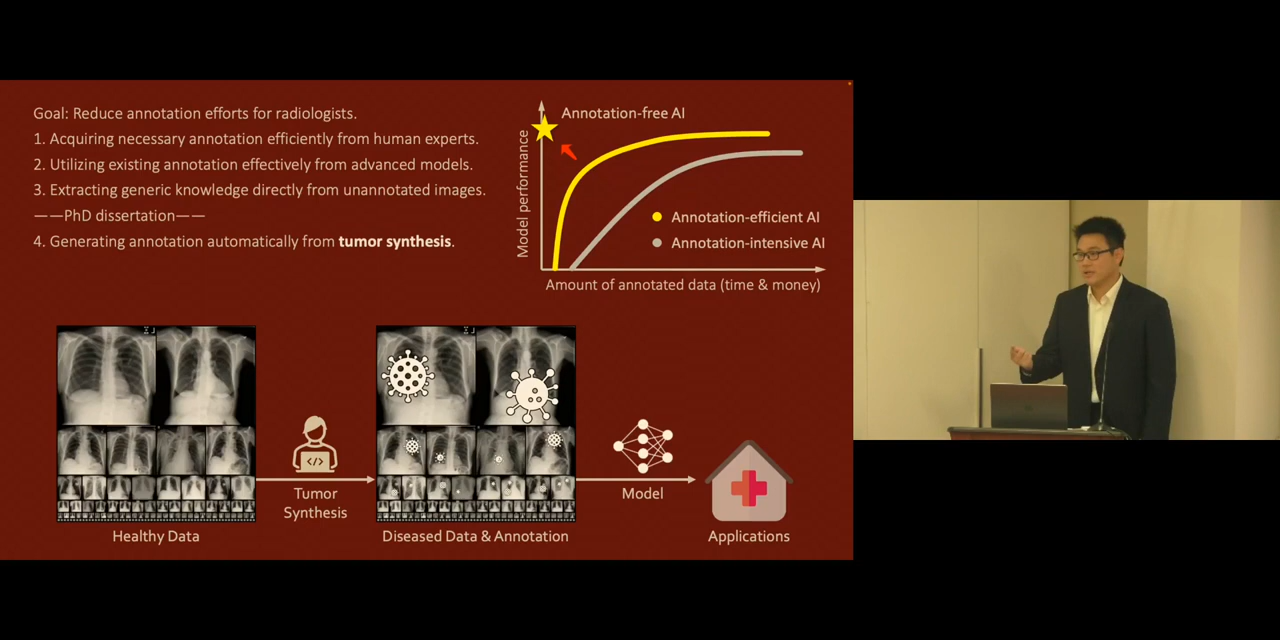 Goal: Reduce annotation efforts for radiologists.
1. Acquiring necessary annotation efficiently from human experts.
2. Utilizing existing annotation effectively from advanced models.
3. Extracting generic knowledge directly from unannotated images.
——PhD dissertation——
4. Generating annotation automatically from tumor synthesis.
Annotation-free AI
Model performance
Annotation-efficient AI
Annotation-intensive AI
Amount of annotated data (time & money)
</>
Tumor
Synthesis
Model
Healthy Data
Diseased Data & Annotation
Applications